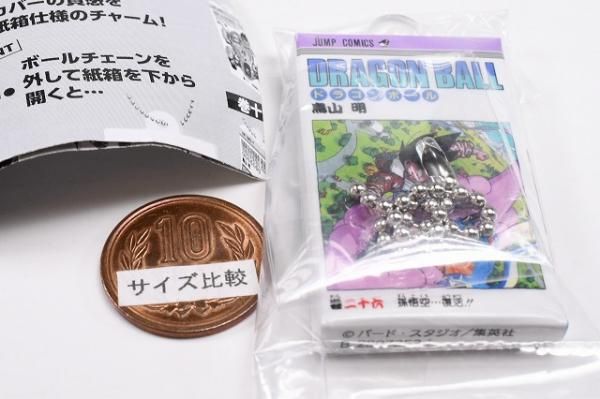 カバーの質感を
紙箱仕様のチャーム!
NT
ボールチェーンを
外して紙箱を下から
開くと…
巻十
10
サイズ比較
JUMP COMICS
DRAGON BALL
ドラゴンボール
鳥山 明
巻二十六 孫悟空…復活!!
©バード・スタジオ/集英社